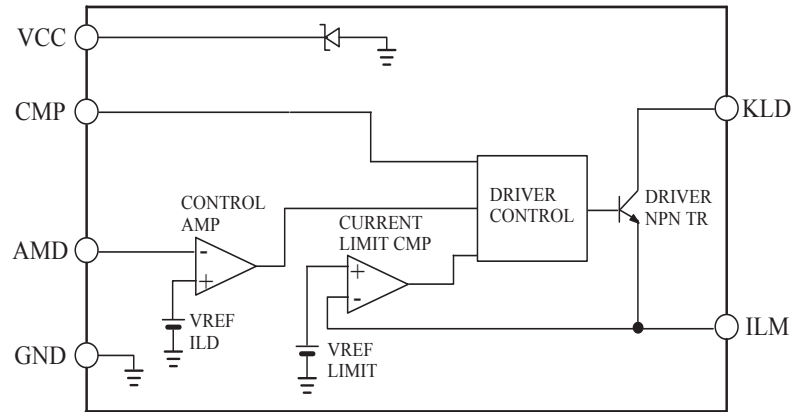 VCC
CMP
KLD
CONTROL
AMP
CURRENT
LIMIT CMP
DRIVER
CONTROL
DRIVER
NPN TR
AMD
-
+
+
-
VREF
ILD
ILM
GND
VREF
LIMIT